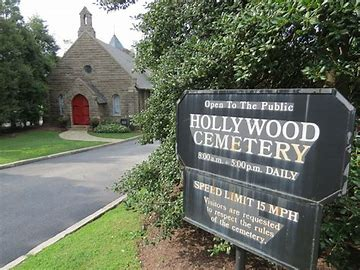 Open To The Public
HOLLYWOOD
CEMETERY
8:00 a.m. - 5:00 p.m. DAILY
SPEED LIMIT 15 MPH
Visitors are requested
to respect the rules
of the cemetery.